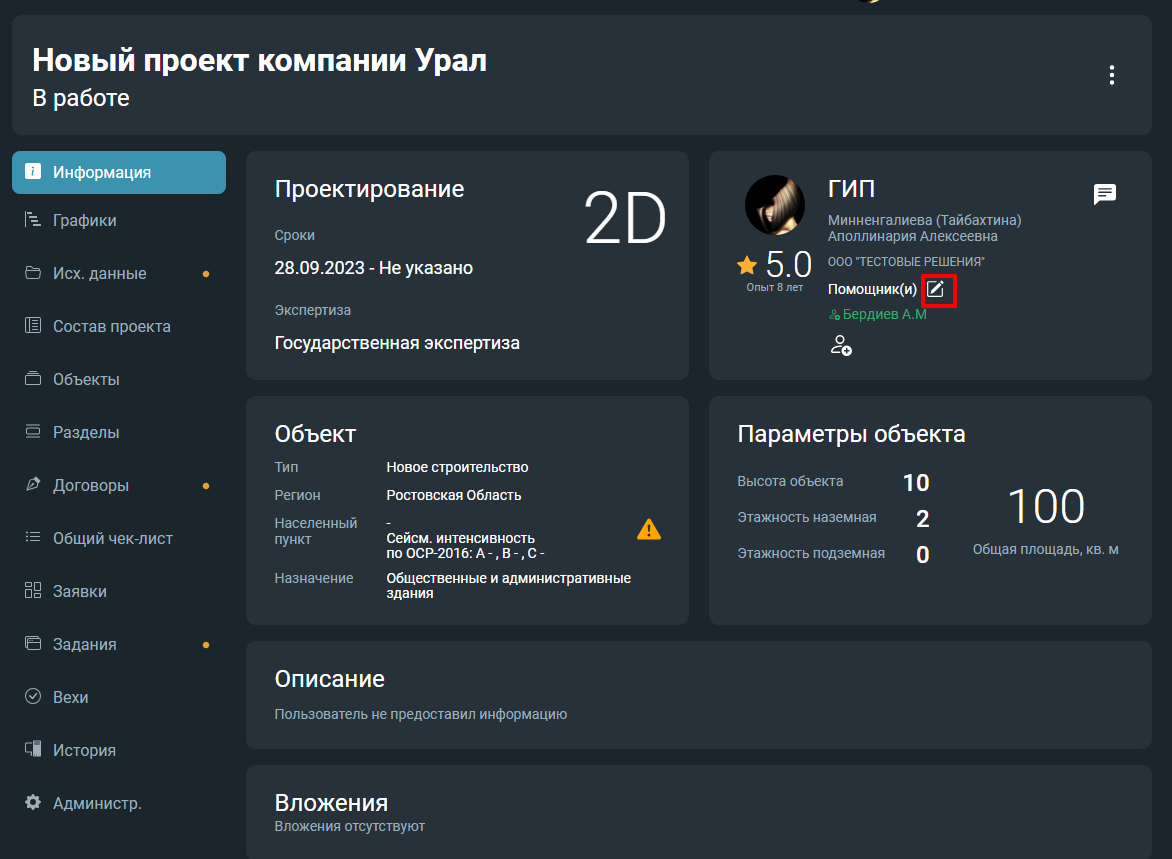 Новый проект компании Урал
В работе
Информация
Графики
Исх. данные
Состав проекта
Объекты
Разделы
Договоры
Общий чек-лист
Заявки
Задания
Вехи
История
Администр.
Проектирование
2D
Сроки
28.09.2023 - Не указано
Экспертиза
Государственная экспертиза
ГИП
Минненгалиева (Тайбахтина)
Аполлинария Алексеевна
5.0
Опыт 8 лет
ООО "ТЕСТОВЫЕ РЕШЕНИЯ"
Помощник(и)
Бердиев А.М
Объект
Тип Новое строительство
Регион Ростовская Область
Населенный пункт -
Сейсм. интенсивность
по ОСР-2016: A - , B - , C -
Назначение Общественные и административные
здания
Параметры объекта
Высота объекта 10
Этажность наземная 2
Этажность подземная 0
100
Общая площадь, кв. м
Описание
Пользователь не предоставил информацию
Вложения
Вложения отсутствуют